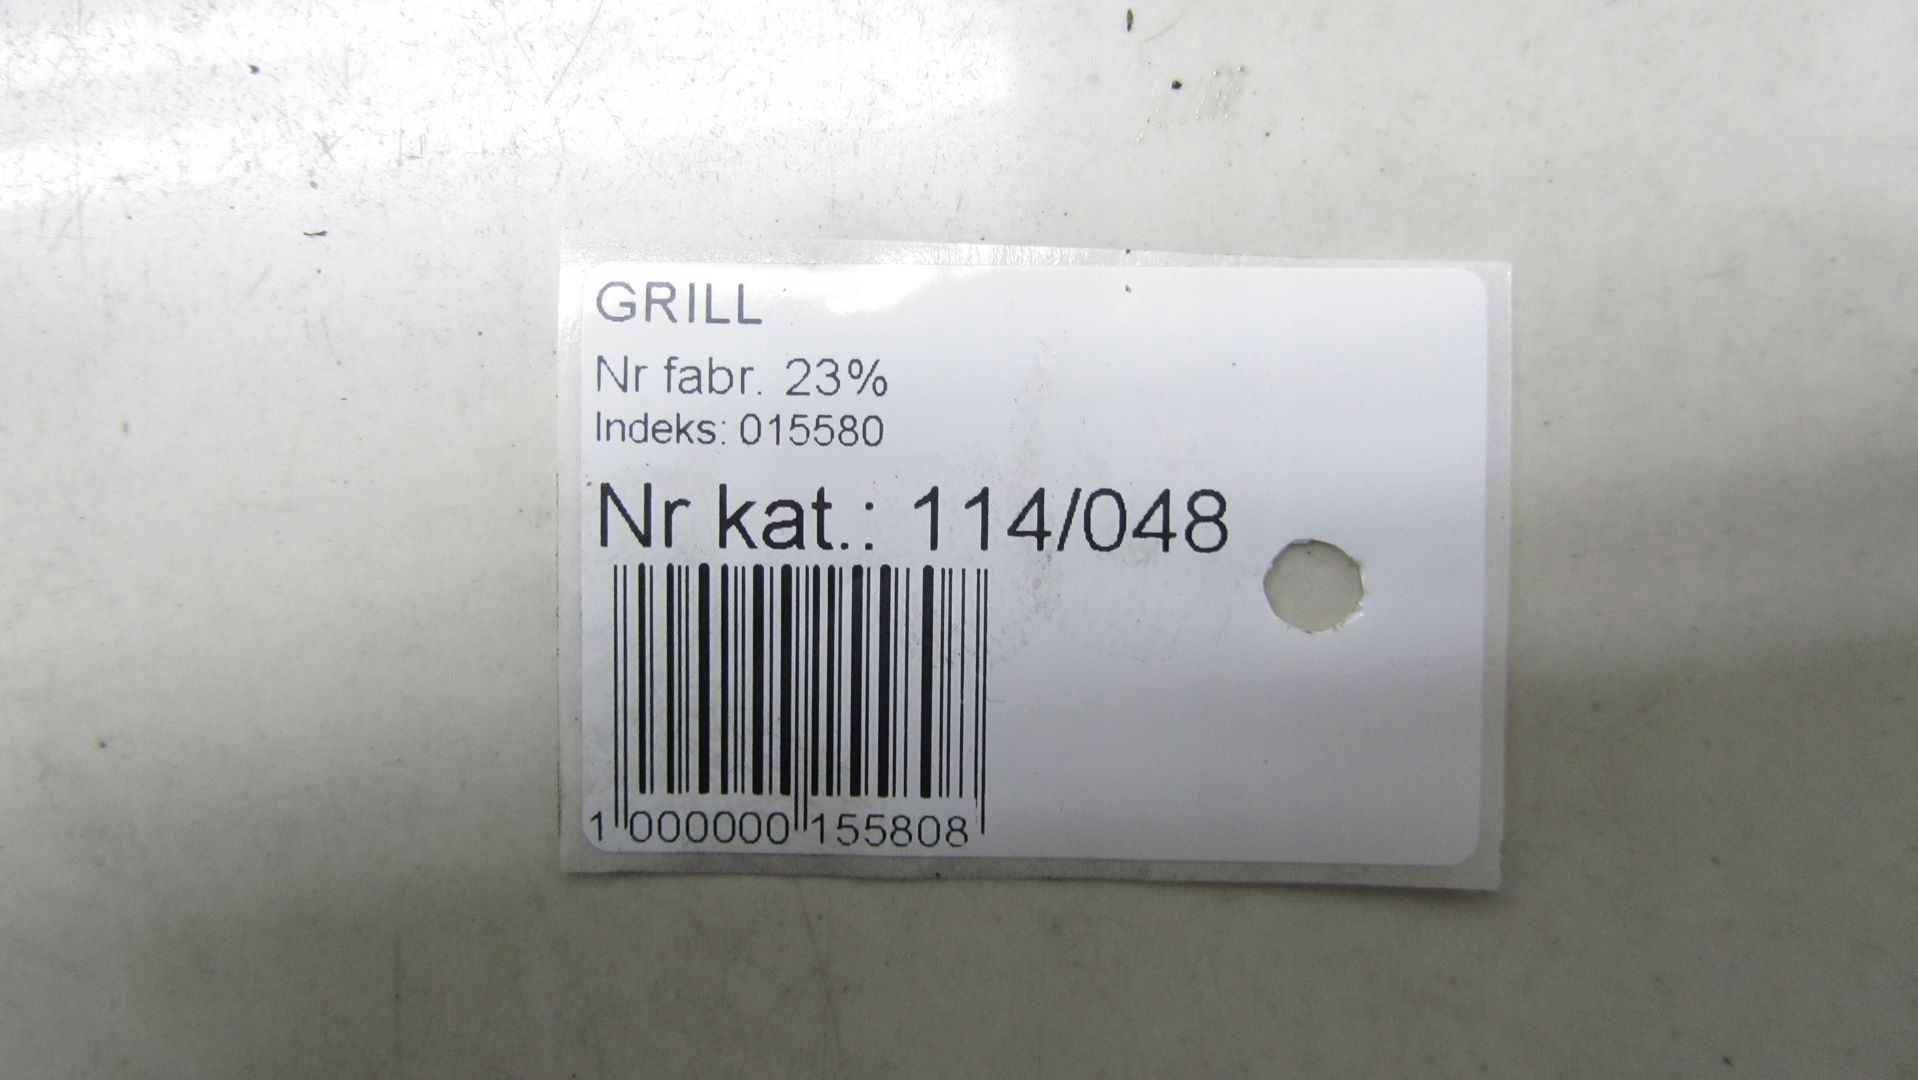 GRILL
Nr fabr. 23%
Indeks: 015580
Nr kat.: 114/048
1 000000 155808